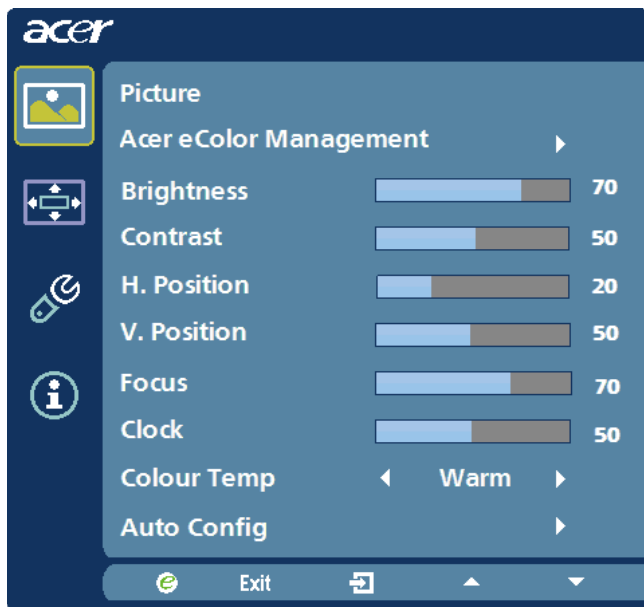 acer
Picture
Acer eColor Management
Brightness 70
Contrast 50
H. Position 20
V. Position 50
Focus 70
Clock 50
Colour Temp Warm
Auto Config
e Exit